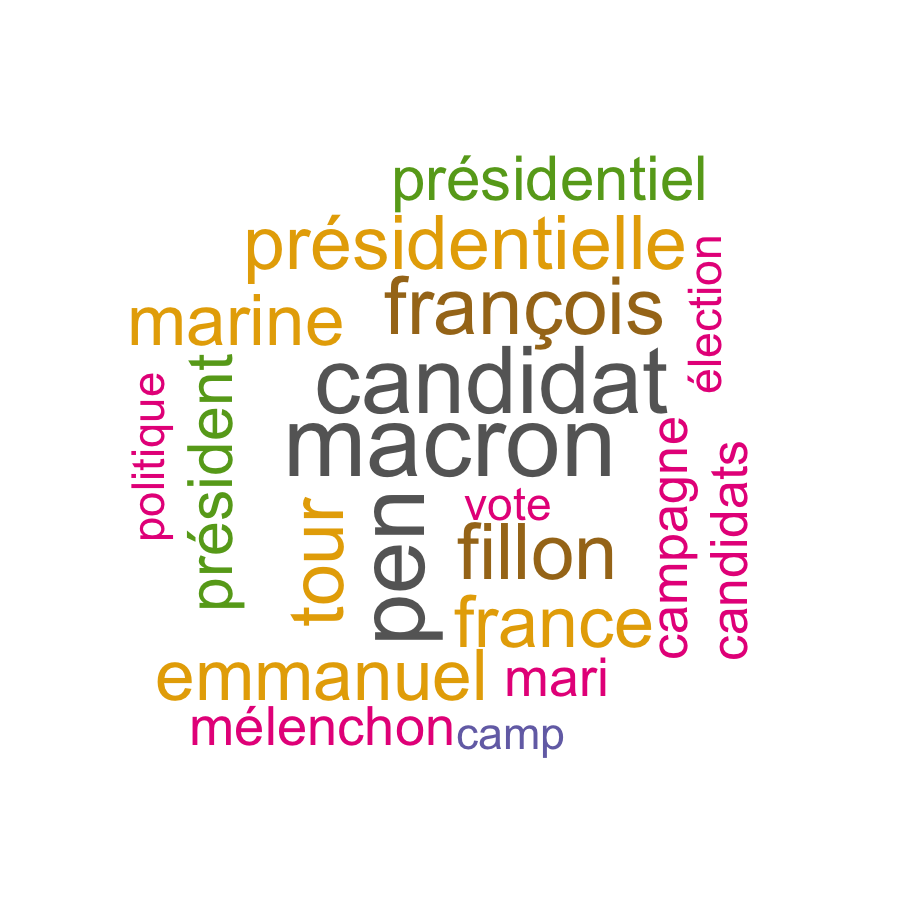 présidentiel
présidentielle
élection
marine
françois
candidat
politique
président
macron
campagne
candidats
tour
pen
vote
fillon
france
emmanuel
mari
mélenchon
camp